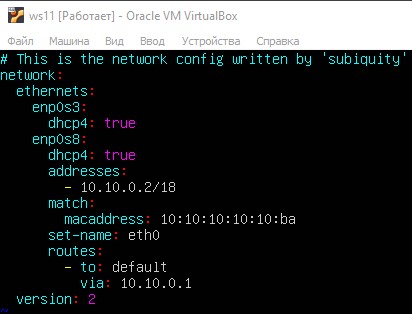 ws11 [Работает] - Oracle VM VirtualBox
Файл Машина Вид Ввод Устройства Справка
# This is the network config written by 'subiquity'
network:
  ethernets:
    enp0s3:
      dhcp4: true
    enp0s8:
      dhcp4: true
      addresses:
        - 10.10.0.2/18
      match:
        macaddress: 10:10:10:10:10:ba
      set-name: eth0
      routes:
        - to: default
          via: 10.10.0.1
  version: 2
~